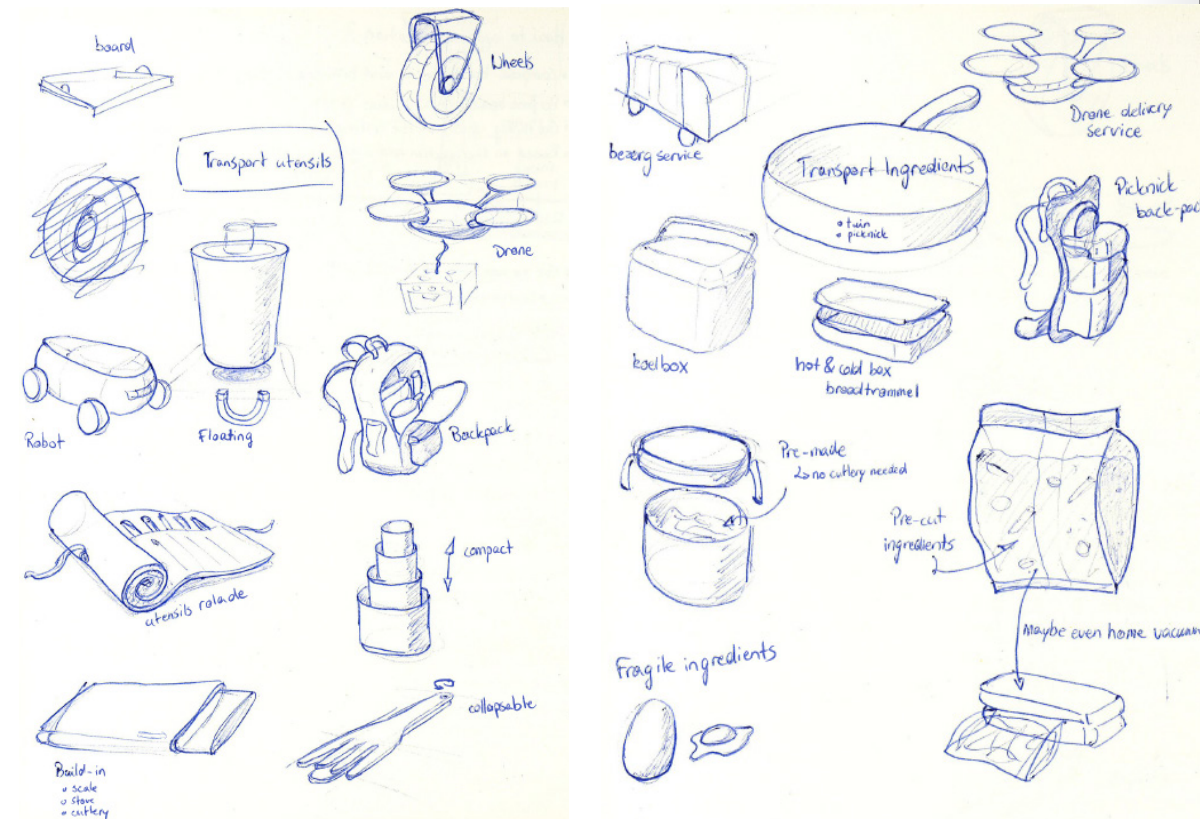 board
Wheels
Transport utensils
Drone
Robot
Floating
Backpack
utensils rolade
compact
collapsable
Build-in
scale
stove
cutlery
bezorg service
Transport Ingredients
tuin
picknick
Drone delivery
service
Picknick
back-pac
koelbox
hot & cold box
broodtrammel
Pre-made
↳ no cutlery needed
Pre-cut
ingredients
Maybe even home vacuum
Fragile ingredients